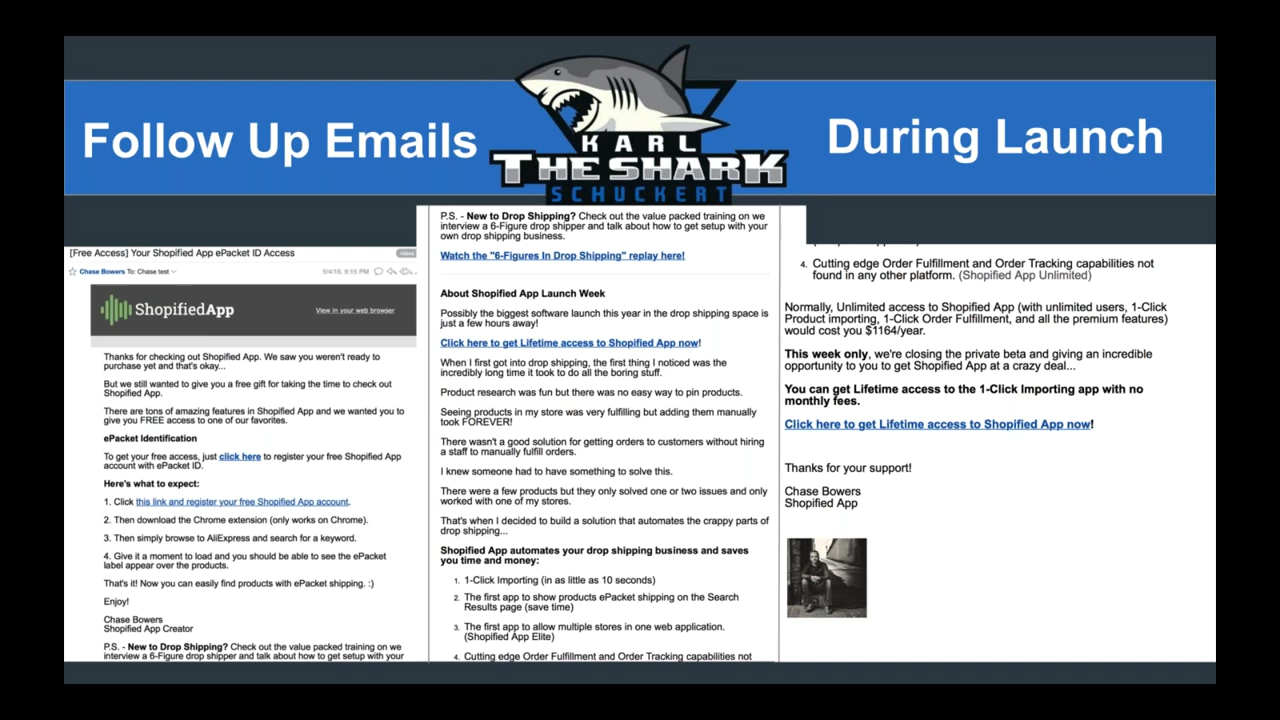 Follow Up Emails
KARL
THE SHARK
SCHUCKERT
During Launch
[Free Access] Your Shopified App ePacket ID Access
Chase Bowers To: Chase test
5/4/16, 9:15 PM
ShopifiedApp
View in your web browser
Thanks for checking out Shopified App. We saw you weren't ready to
purchase yet and that's okay...
But we still wanted to give you a free gift for taking the time to check out
Shopified App.
There are tons of amazing features in Shopified App and we wanted you to
give you FREE access to one of our favorites.
ePacket Identification
To get your free access, just click here to register your free Shopified App
account with ePacket ID.
Here's what to expect:
1. Click this link and register your free Shopified App account.
2. Then download the Chrome extension (only works on Chrome).
3. Then simply browse to AliExpress and search for a keyword.
4. Give it a moment to load and you should be able to see the ePacket
label appear over the products.
That's it! Now you can easily find products with ePacket shipping. :)
Enjoy!
Chase Bowers
Shopified App Creator
P.S. - New to Drop Shipping? Check out the value packed training on we
interview a 6-Figure drop shipper and talk about how to get setup with your
P.S. - New to Drop Shipping? Check out the value packed training on we
interview a 6-Figure drop shipper and talk about how to get setup with your
own drop shipping business.
Watch the "6-Figures In Drop Shipping" replay here!
About Shopified App Launch Week
Possibly the biggest software launch this year in the drop shipping space is
just a few hours away!
Click here to get Lifetime access to Shopified App now!
When I first got into drop shipping, the first thing I noticed was the
incredibly long time it took to do all the boring stuff.
Product research was fun but there was no easy way to pin products.
Seeing products in my store was very fulfilling but adding them manually
took FOREVER!
There wasn't a good solution for getting orders to customers without hiring
a staff to manually fulfill orders.
I knew someone had to have something to solve this.
There were a few products but they only solved one or two issues and only
worked with one of my stores.
That's when I decided to build a solution that automates the crappy parts of
drop shipping...
Shopified App automates your drop shipping business and saves
you time and money:
1. 1-Click Importing (in as little as 10 seconds)
2. The first app to show products ePacket shipping on the Search
Results page (save time)
3. The first app to allow multiple stores in one web application.
(Shopified App Elite)
4. Cutting edge Order Fulfillment and Order Tracking capabilities not
4. Cutting edge Order Fulfillment and Order Tracking capabilities not
found in any other platform. (Shopified App Unlimited)
Normally, Unlimited access to Shopified App (with unlimited users, 1-Click
Product importing, 1-Click Order Fulfillment, and all the premium features)
would cost you $1164/year.
This week only, we're closing the private beta and giving an incredible
opportunity to you to get Shopified App at a crazy deal...
You can get Lifetime access to the 1-Click Importing app with no
monthly fees.
Click here to get Lifetime access to Shopified App now!
Thanks for your support!
Chase Bowers
Shopified App